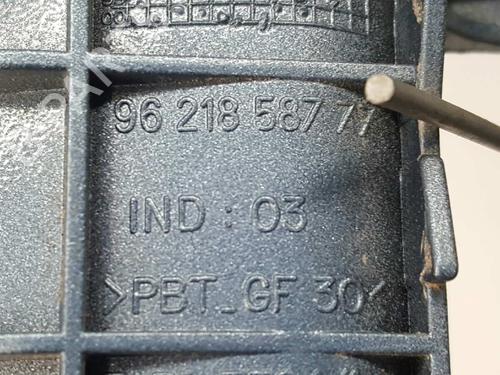 96 218 587 77
IND : 03
>PBT_GF 30<